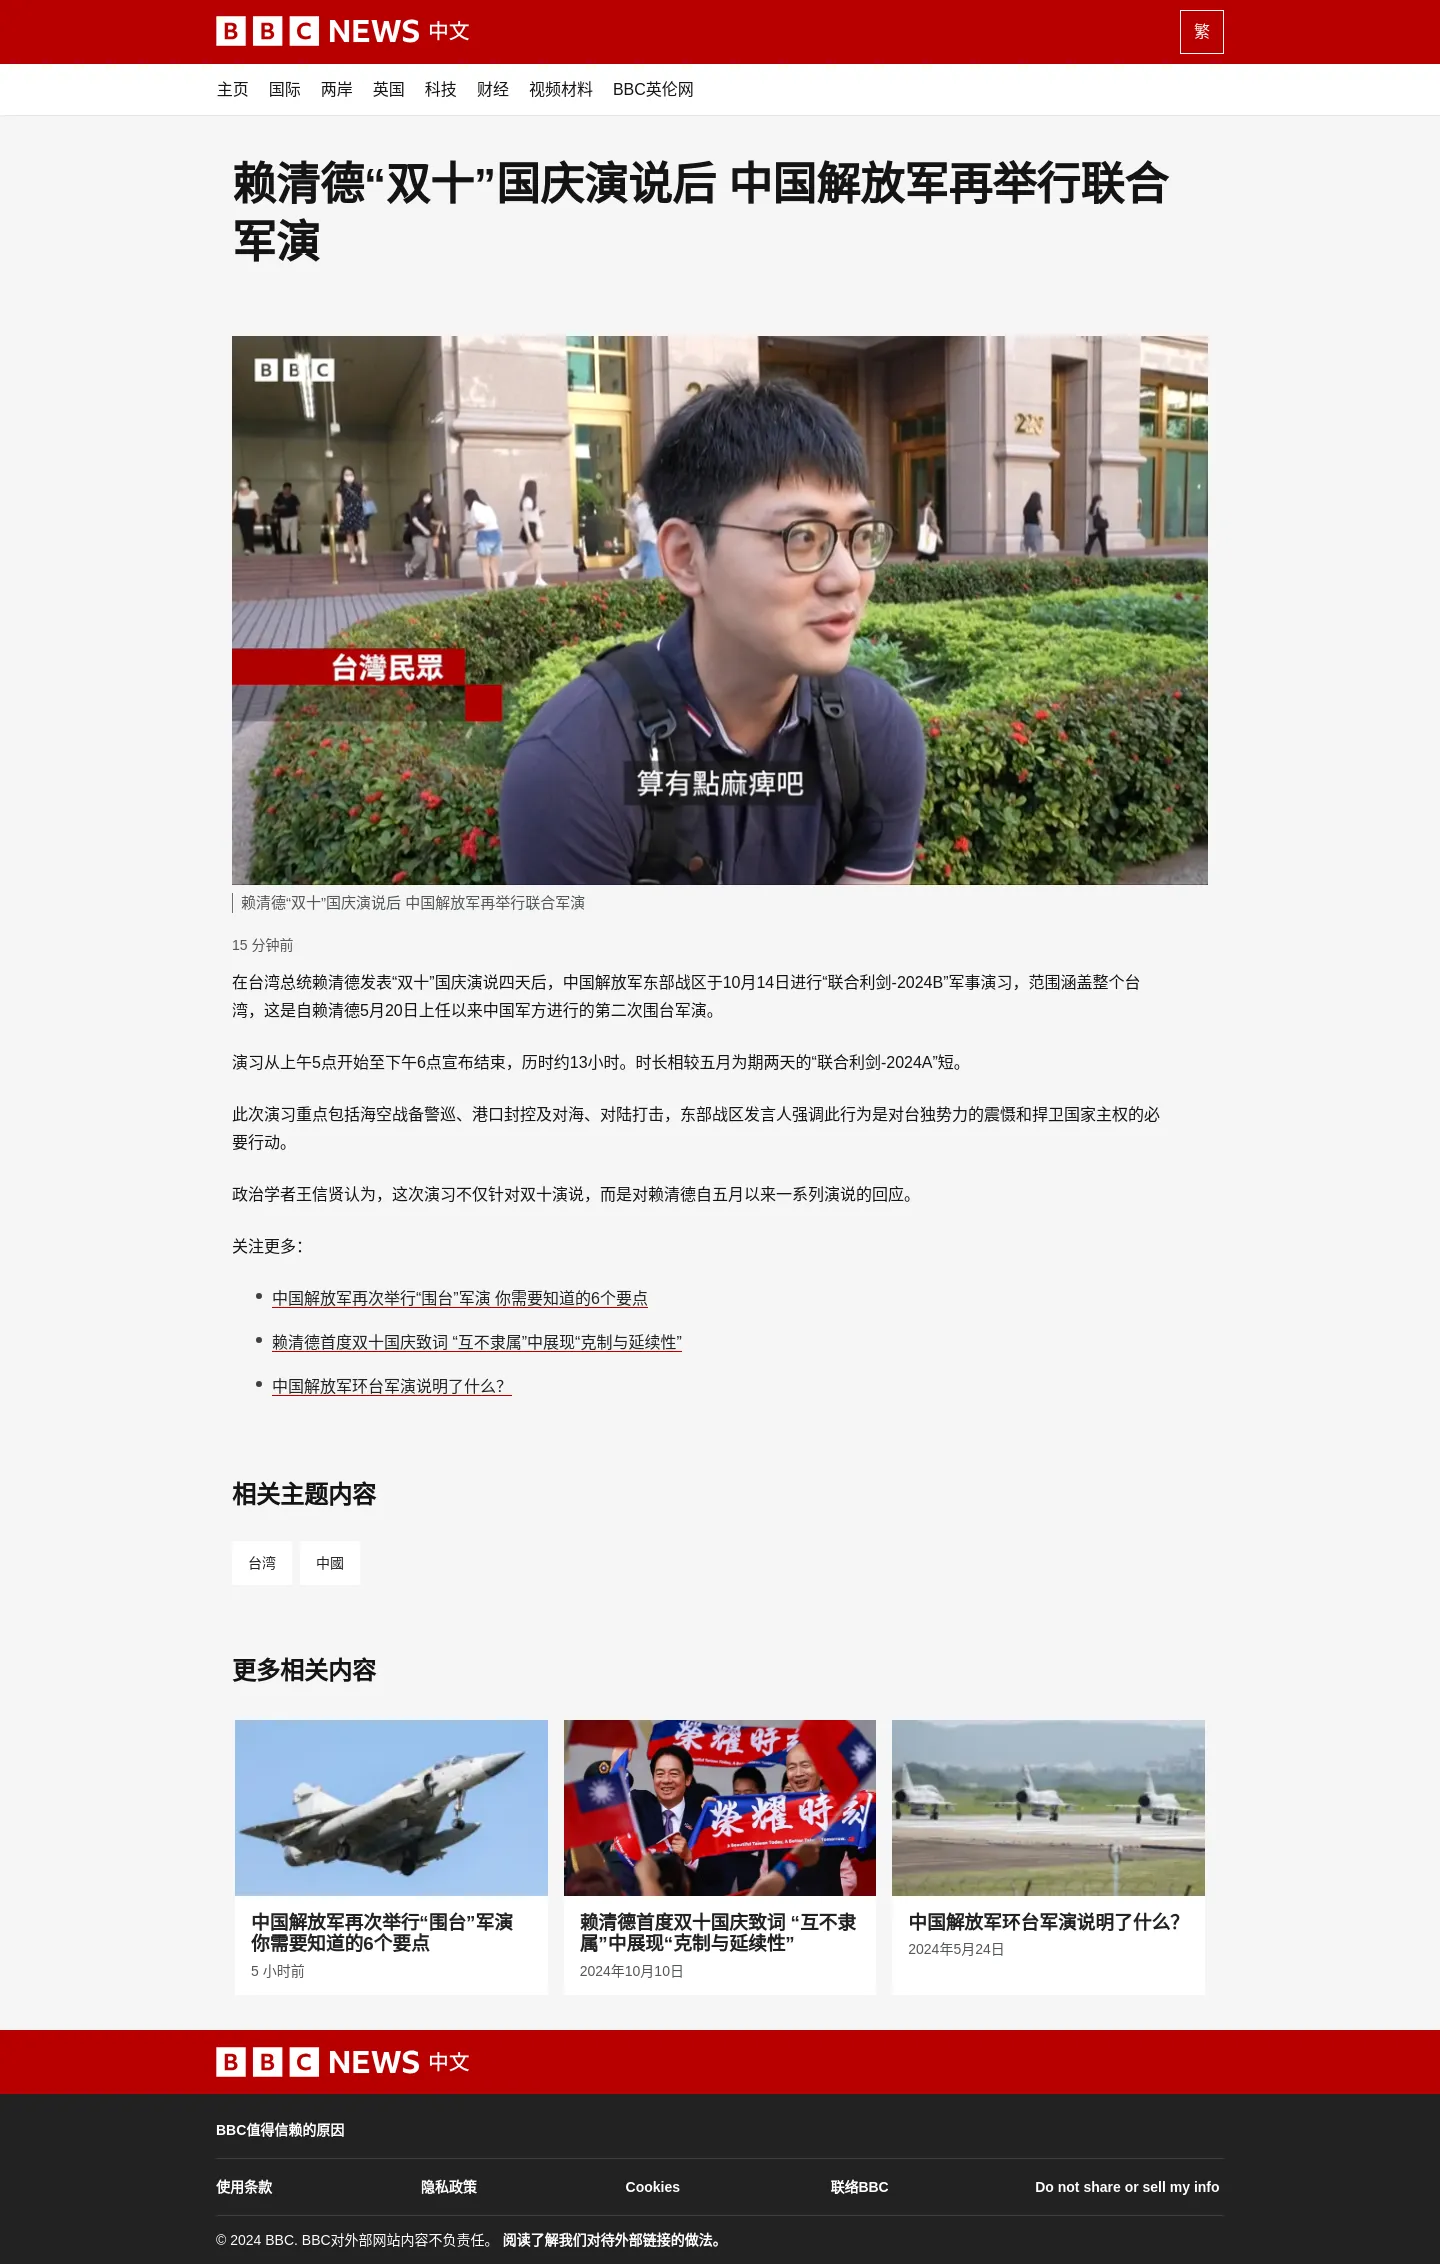 BBC NEWS 中文
繁
主页 国际 两岸 英国 科技 财经 视频材料 BBC英伦网
赖清德“双十”国庆演说后 中国解放军再举行联合
军演
BBC
台灣民眾
算有點麻痺吧
赖清德“双十”国庆演说后 中国解放军再举行联合军演
15 分钟前
在台湾总统赖清德发表“双十”国庆演说四天后，中国解放军东部战区于10月14日进行“联合利剑-2024B”军事演习，范围涵盖整个台
湾，这是自赖清德5月20日上任以来中国军方进行的第二次围台军演。
演习从上午5点开始至下午6点宣布结束，历时约13小时。时长相较五月为期两天的“联合利剑-2024A”短。
此次演习重点包括海空战备警巡、港口封控及对海、对陆打击，东部战区发言人强调此行为是对台独势力的震慑和捍卫国家主权的必
要行动。
政治学者王信贤认为，这次演习不仅针对双十演说，而是对赖清德自五月以来一系列演说的回应。
关注更多：
中国解放军再次举行“围台”军演 你需要知道的6个要点
赖清德首度双十国庆致词 “互不隶属”中展现“克制与延续性”
中国解放军环台军演说明了什么？
相关主题内容
台湾 中國
更多相关内容
榮耀時刻
中国解放军再次举行“围台”军演
你需要知道的6个要点
5 小时前
赖清德首度双十国庆致词 “互不隶
属”中展现“克制与延续性”
2024年10月10日
中国解放军环台军演说明了什么？
2024年5月24日
BBC NEWS 中文
BBC值得信赖的原因
使用条款 隐私政策 Cookies 联络BBC Do not share or sell my info
© 2024 BBC. BBC对外部网站内容不负责任。 阅读了解我们对待外部链接的做法。